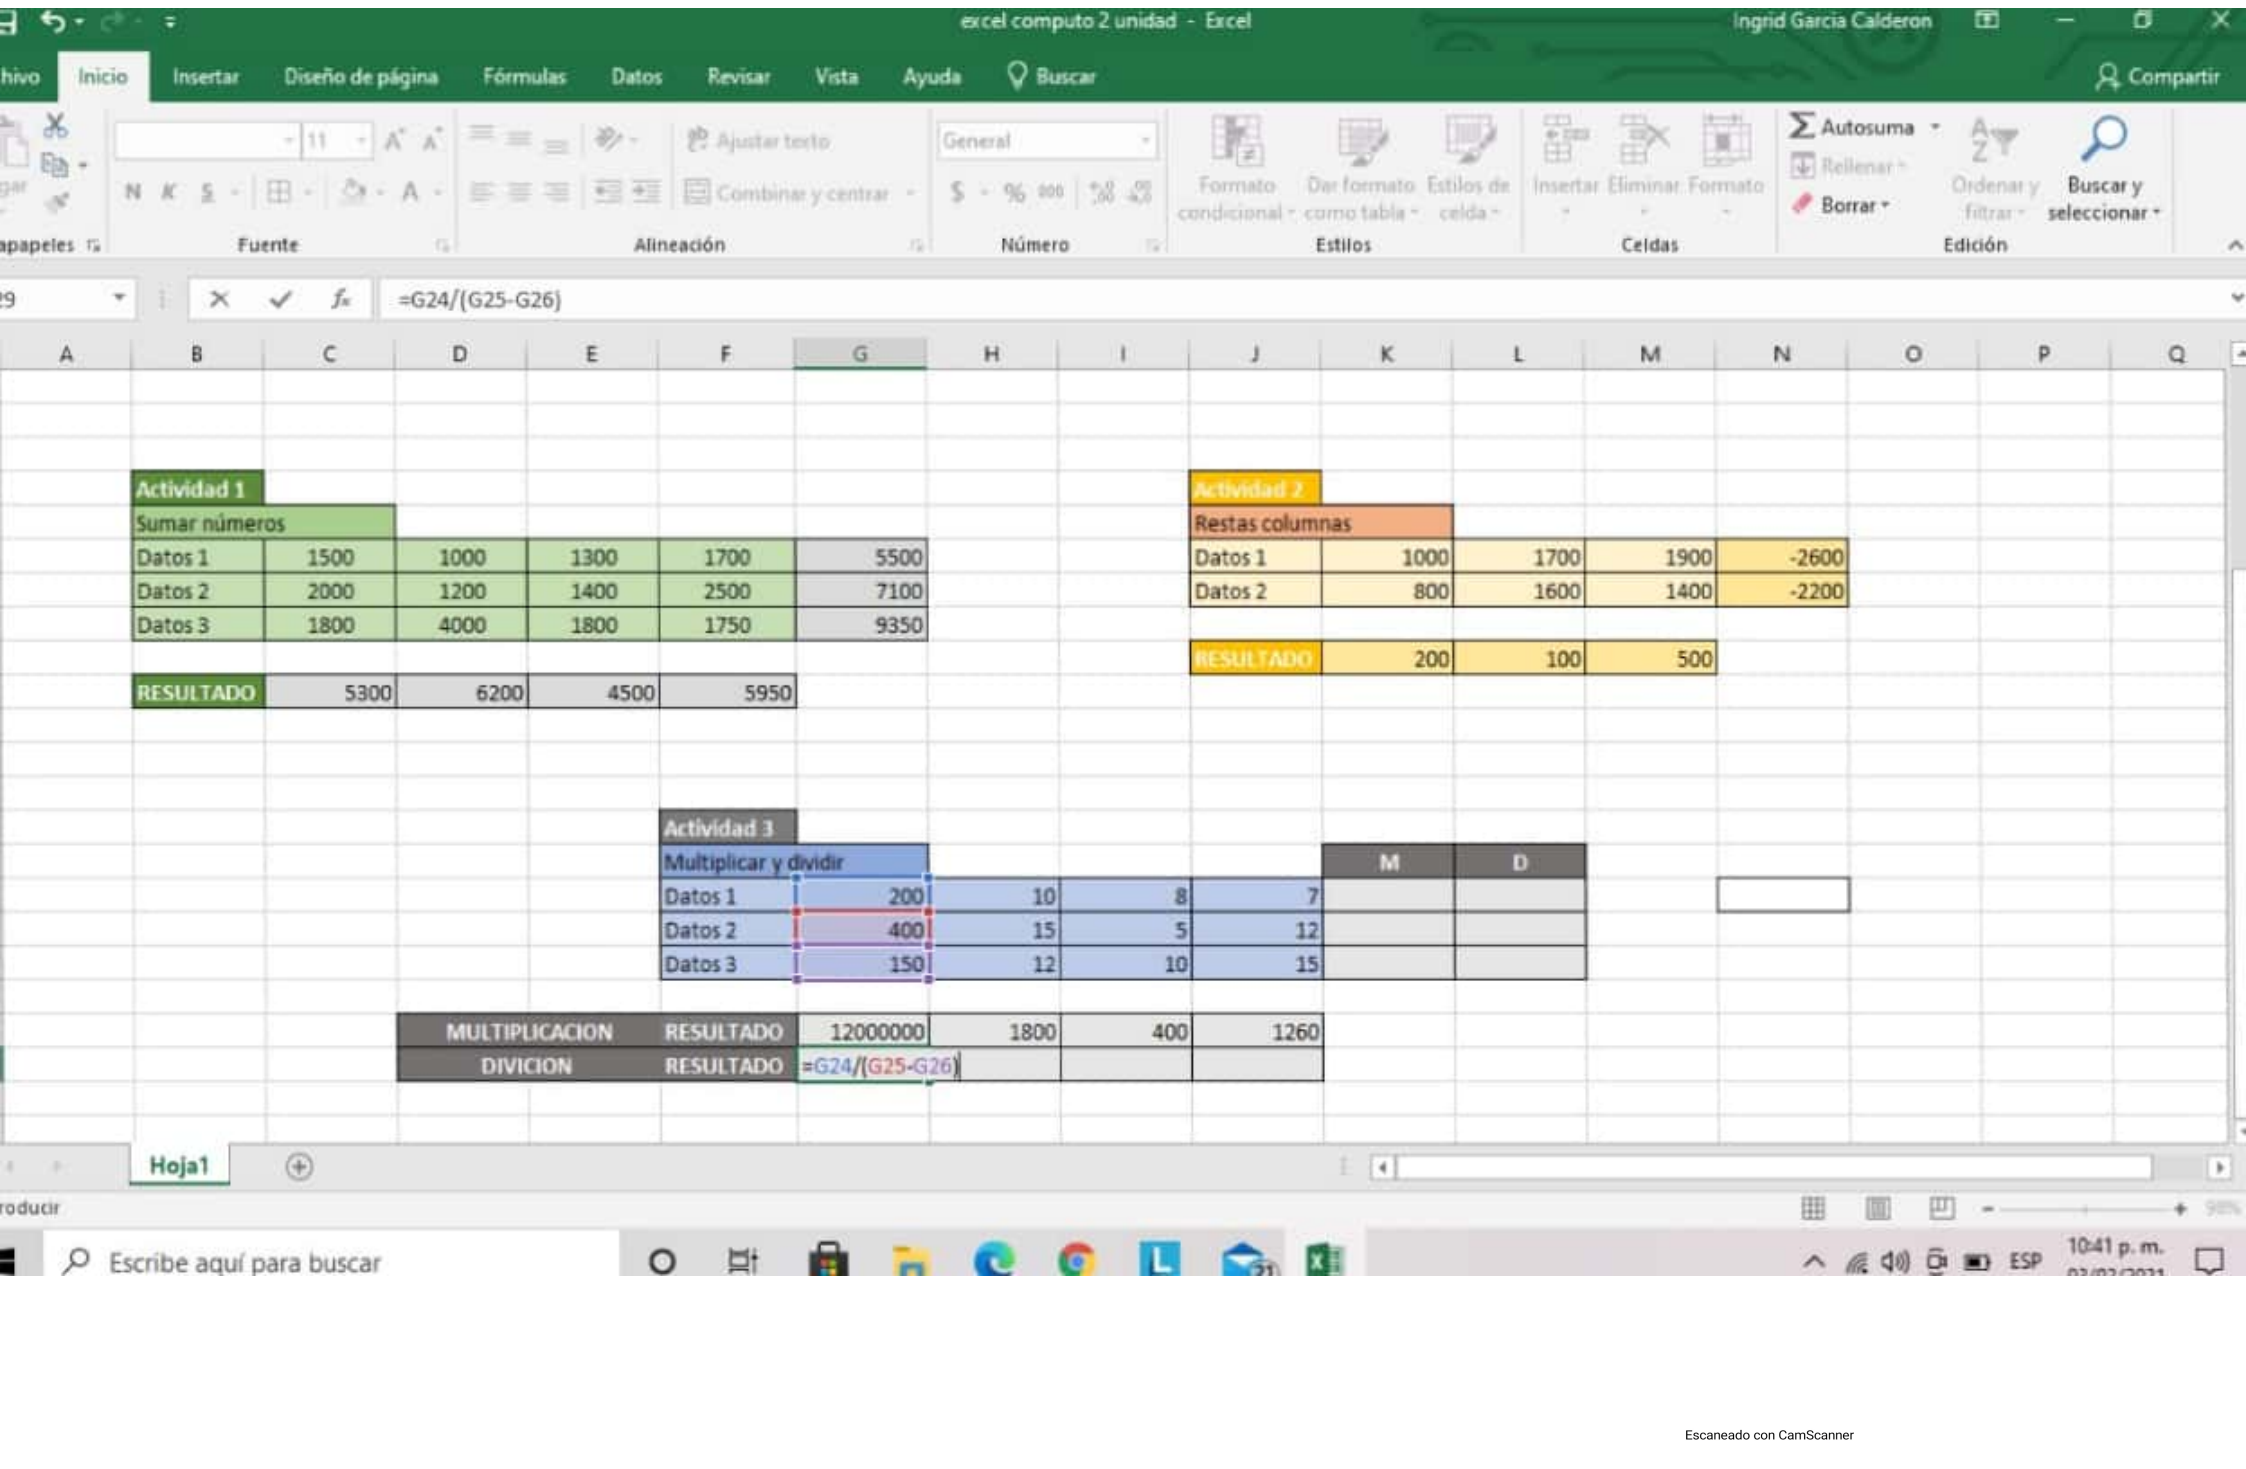 excel computo 2 unidad - Excel
Ingrid Garcia Calderon
hivo Inicio Insertar Diseño de página Fórmulas Datos Revisar Vista Ayuda Buscar Compartir
11 A A Ajustar texto General Autosuma
gar N K S A Combinar y centrar $ % 000 Formato condicional Dar formato como tabla Estilos de celda Insertar Eliminar Formato Rellenar Borrar Ordenar y filtrar Buscar y seleccionar
apapeles Fuente Alineación Número Estilos Celdas Edición
29 fx =G24/(G25-G26)
A B C D E F G H I J K L M N O P Q
Actividad 1 Actividad 2
Sumar números Restas columnas
Datos 1 1500 1000 1300 1700 5500 Datos 1 1000 1700 1900 -2600
Datos 2 2000 1200 1400 2500 7100 Datos 2 800 1600 1400 -2200
Datos 3 1800 4000 1800 1750 9350
RESULTADO 200 100 500
RESULTADO 5300 6200 4500 5950
Actividad 3
Multiplicar y dividir M D
Datos 1 200 10 8 7
Datos 2 400 15 5 12
Datos 3 150 12 10 15
MULTIPLICACION RESULTADO 12000000 1800 400 1260
DIVICION RESULTADO =G24/(G25-G26)
Hoja1
roducir 98%
Escribe aquí para buscar L 21 X ESP 10:41 p. m.
Escaneado con CamScanner